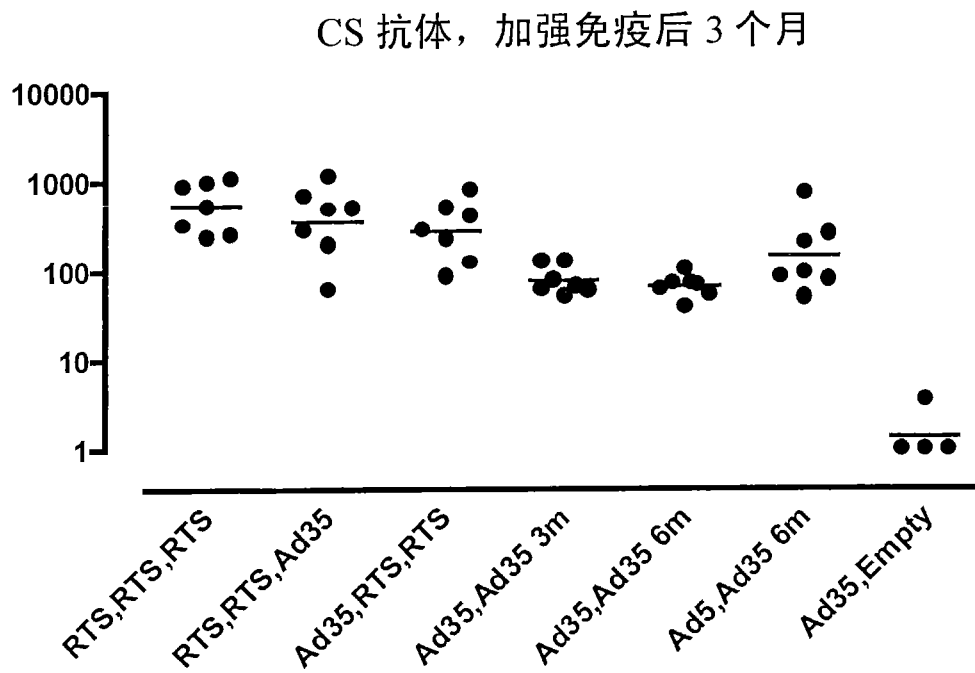 CS 抗体，加强免疫后 3 个月
10000
1000
100
10
1
RTS,RTS,RTS
RTS,RTS,Ad35
Ad35,RTS,RTS
Ad35,Ad35 3m
Ad35,Ad35 6m
Ad5,Ad35 6m
Ad35,Empty